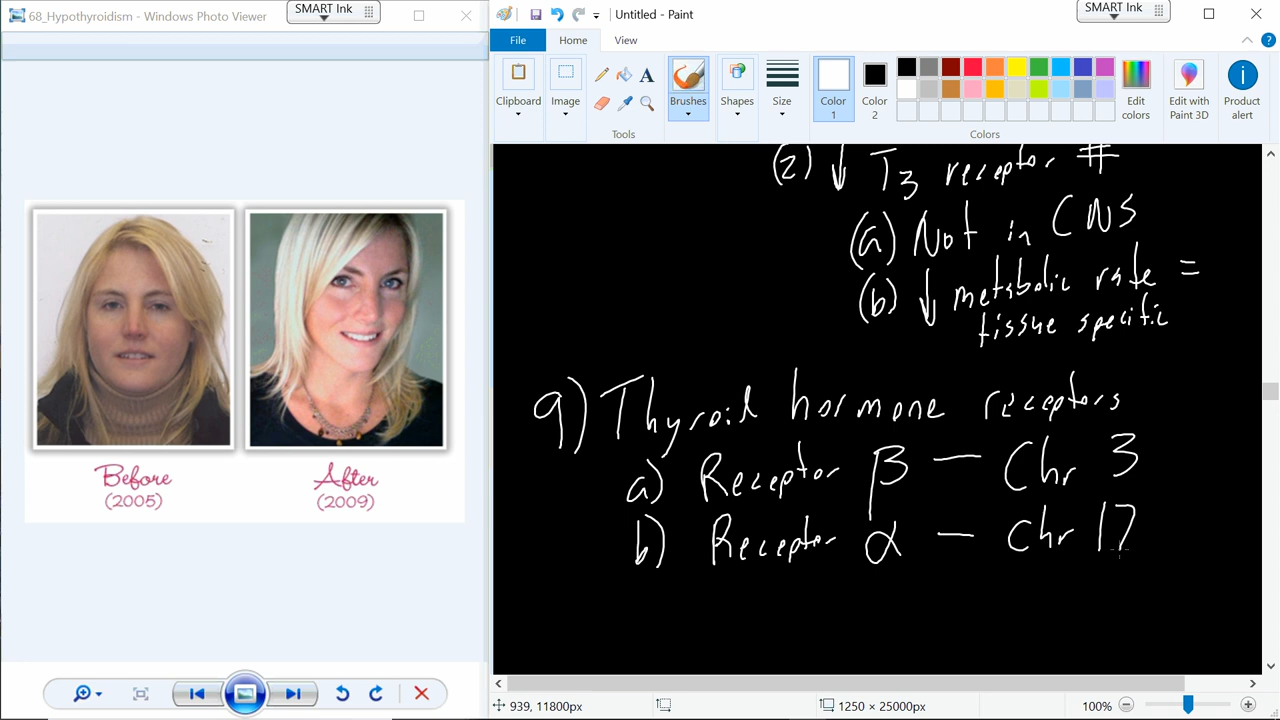 68_Hypothyroidism - Windows Photo Viewer
SMART Ink
Before
(2005)
After
(2009)
Untitled - Paint
SMART Ink
File
Home
View
Clipboard
Image
Tools
Brushes
Shapes
Size
Color 1
Color 2
Edit colors
Edit with Paint 3D
Product alert
Colors
(2) ↓ T3 receptor #
(a) Not in CNS
(b) ↓ metabolic rate =
tissue specific
9) Thyroid hormone receptors
a) Receptor β — Chr 3
b) Receptor α — Chr 17
939, 11800px
1250 × 25000px
100%